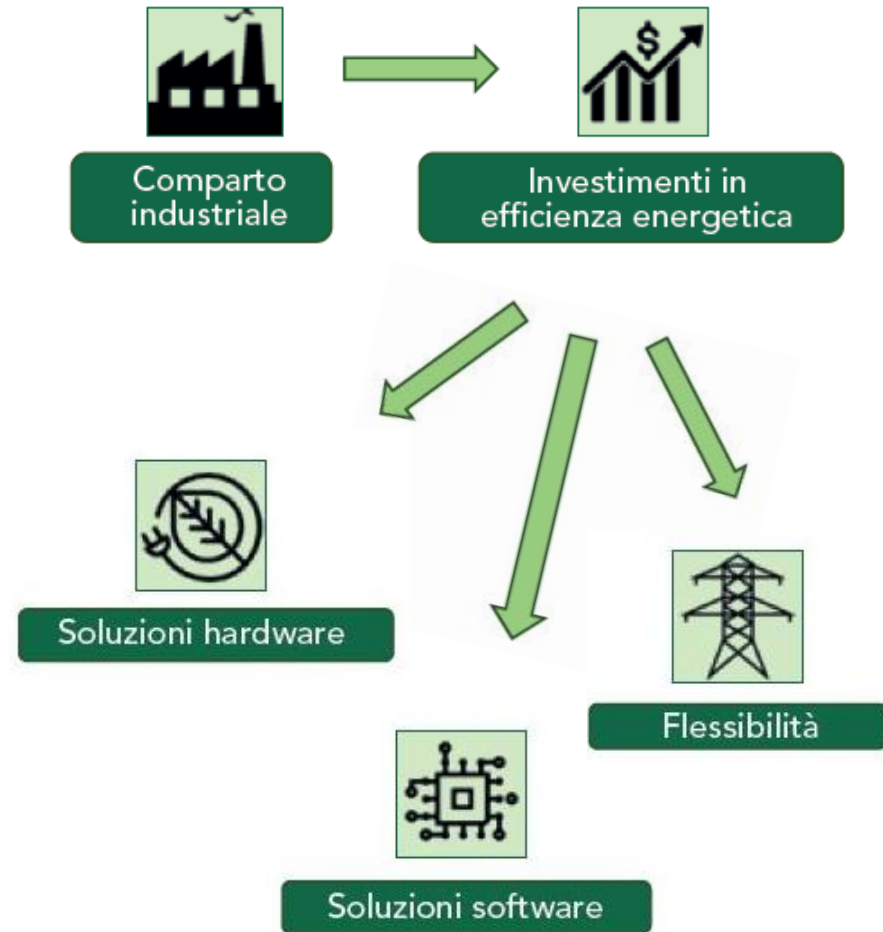 Comparto
industriale
Investimenti in
efficienza energetica
Soluzioni hardware
Flessibilità
Soluzioni software